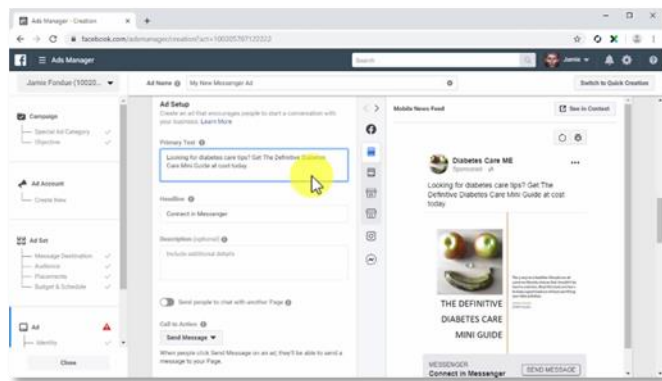 Ads Manager - Creation
facebook.com/adsmanager/creation/?act=100205767122222
Ads Manager
Search
Jamie
Jamie Fondue (10020...
Ad Name
My New Messenger Ad
Switch to Quick Creation
Campaign
Special Ad Category
Objective
Ad Account
Create New
Ad Set
Message Destination
Audience
Placements
Budget & Schedule
Ad
Identity
Close
Ad Setup
Create an ad that encourages people to start a conversation with
your business. Learn More
Primary Text
Looking for diabetes care tips? Get The Definitive Diabetes
Care Mini Guide at cost today
Headline
Connect in Messenger
Description (optional)
Include additional details
Send people to chat with another Page
Call to Action
Send Message
When people click Send Message on an ad, they'll be able to send a
message to your Page.
Mobile News Feed
See in Context
Diabetes Care ME
Sponsored
Looking for diabetes care tips? Get The
Definitive Diabetes Care Mini Guide at cost
today
THE DEFINITIVE
DIABETES CARE
MINI GUIDE
MESSENGER
Connect in Messenger
SEND MESSAGE